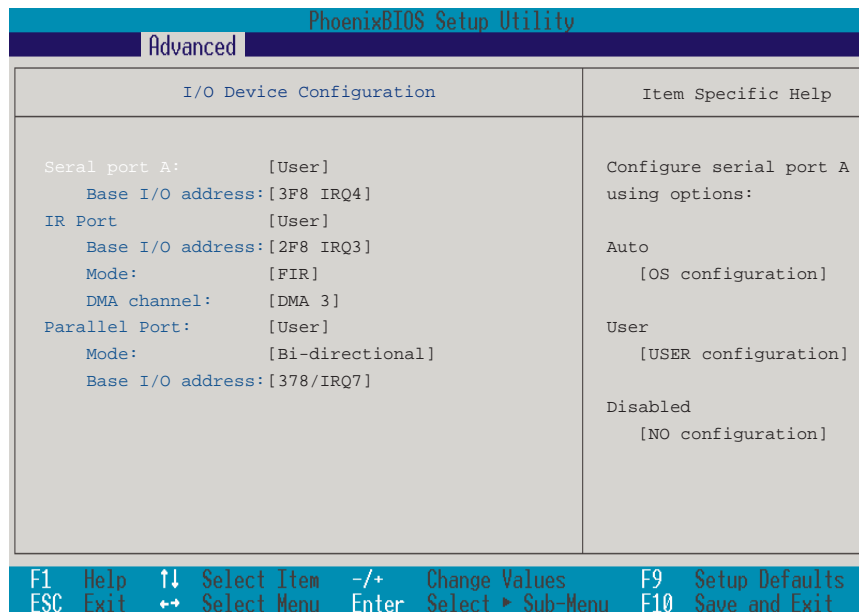 PhoenixBIOS Setup Utility
Advanced
I/O Device Configuration
Item Specific Help
Seral port A: [User]
Base I/O address:[3F8 IRQ4]
IR Port [User]
Base I/O address:[2F8 IRQ3]
Mode: [FIR]
DMA channel: [DMA 3]
Parallel Port: [User]
Mode: [Bi-directional]
Base I/O address:[378/IRQ7]
Configure serial port A
using options:
Auto
[OS configuration]
User
[USER configuration]
Disabled
[NO configuration]
F1 Help ↑↓ Select Item -/+ Change Values F9 Setup Defaults
ESC Exit ←→ Select Menu Enter Select ▸ Sub-Menu F10 Save and Exit